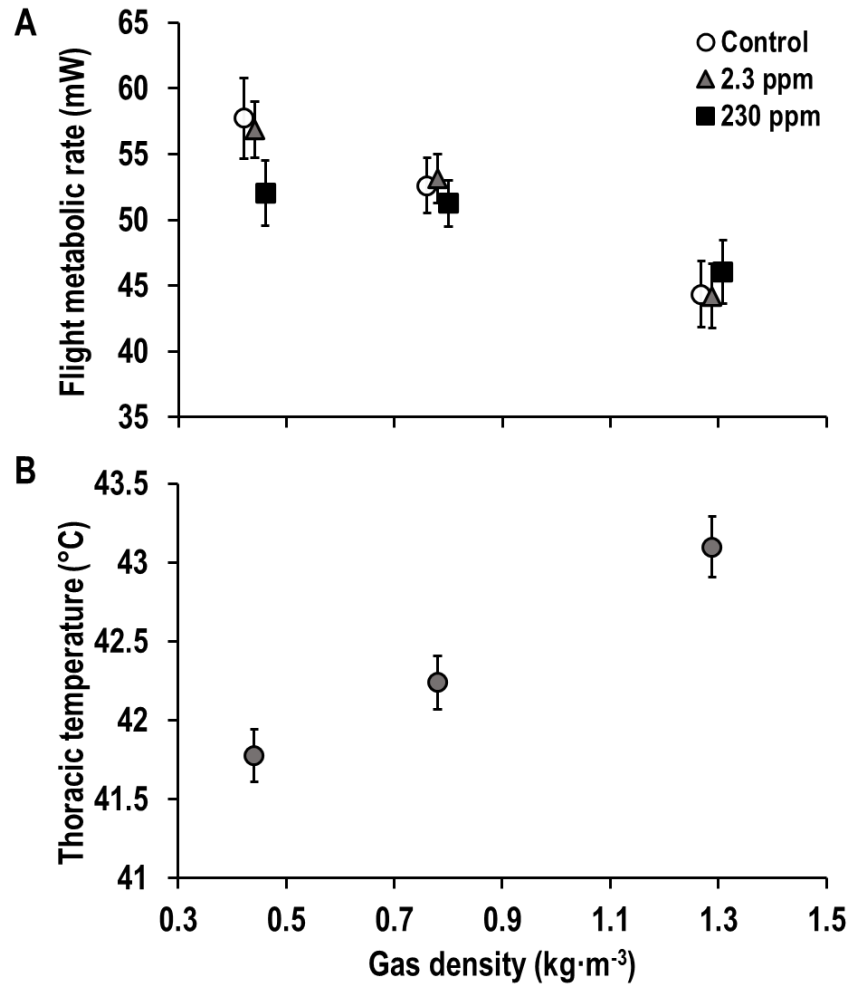 A
65
60
55
50
45
40
35
Flight metabolic rate (mW)
Control
2.3 ppm
230 ppm
B
43.5
43
42.5
42
41.5
41
Thoracic temperature (°C)
0.3 0.5 0.7 0.9 1.1 1.3 1.5
Gas density (kg·m⁻³)